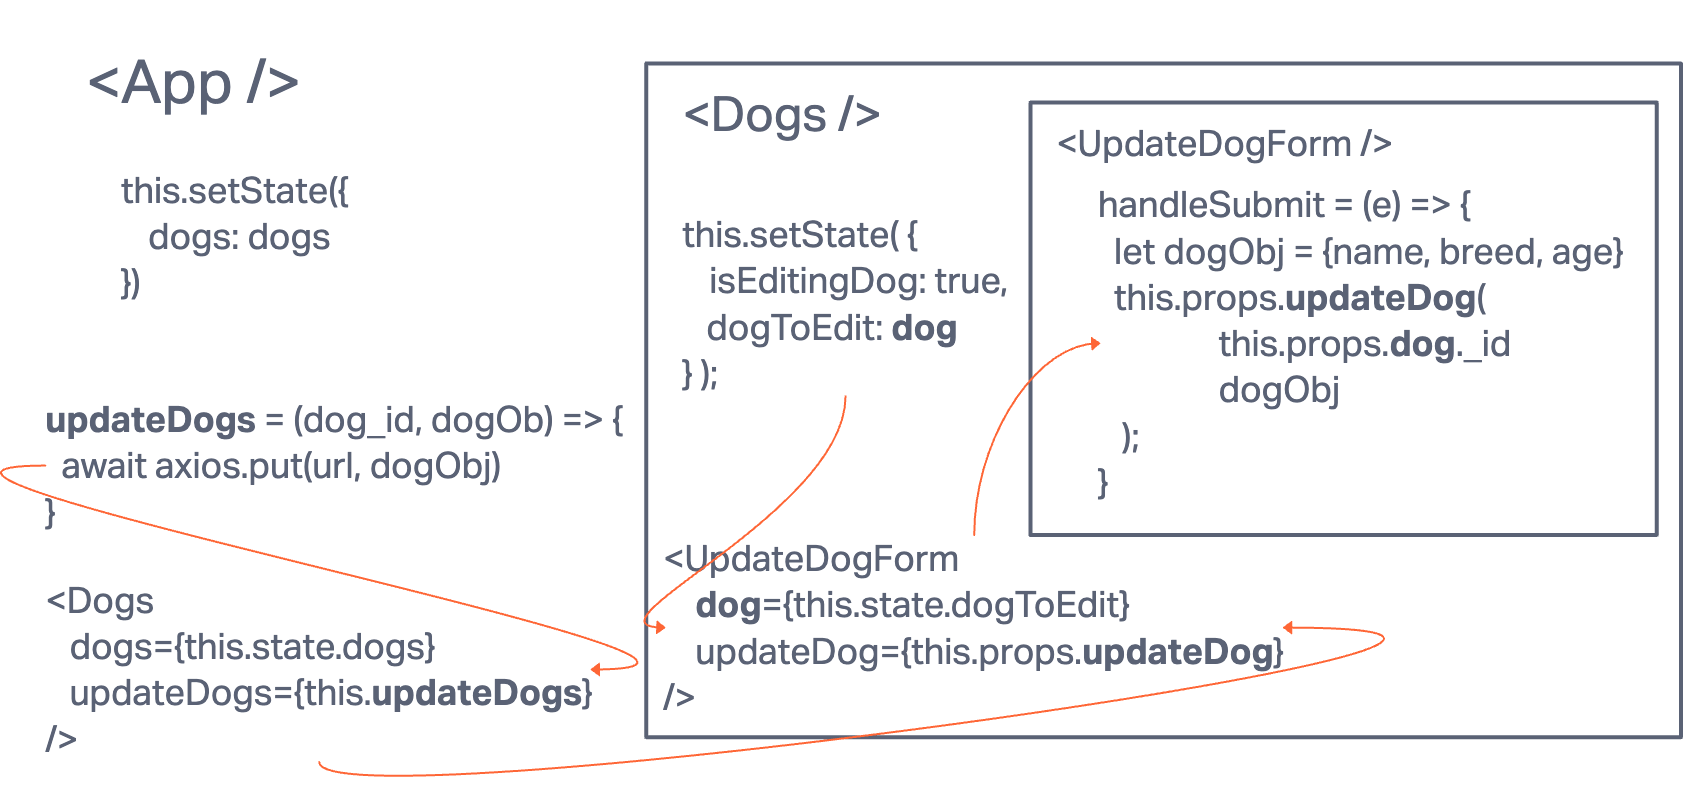 <App />
this.setState({
dogs: dogs
})
updateDogs = (dog_id, dogOb) => {
await axios.put(url, dogObj)
}
<Dogs
dogs={this.state.dogs}
updateDogs={this.updateDogs}
/>
<Dogs />
this.setState( {
isEditingDog: true,
dogToEdit: dog
} );
<UpdateDogForm
dog={this.state.dogToEdit}
updateDog={this.props.updateDog}
/>
<UpdateDogForm />
handleSubmit = (e) => {
let dogObj = {name, breed, age}
this.props.updateDog(
this.props.dog._id
dogObj
);
}